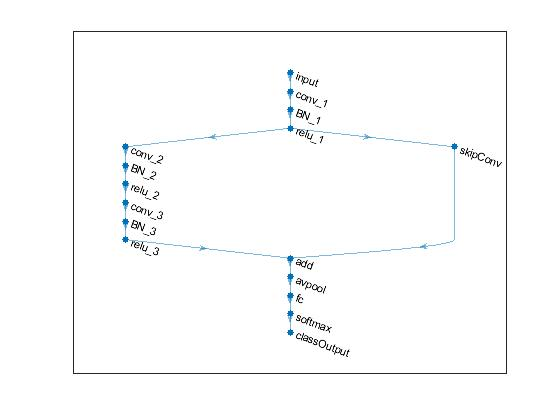 input
conv_1
BN_1
relu_1
conv_2
BN_2
relu_2
conv_3
BN_3
relu_3
skipConv
add
avpool
fc
softmax
classOutput